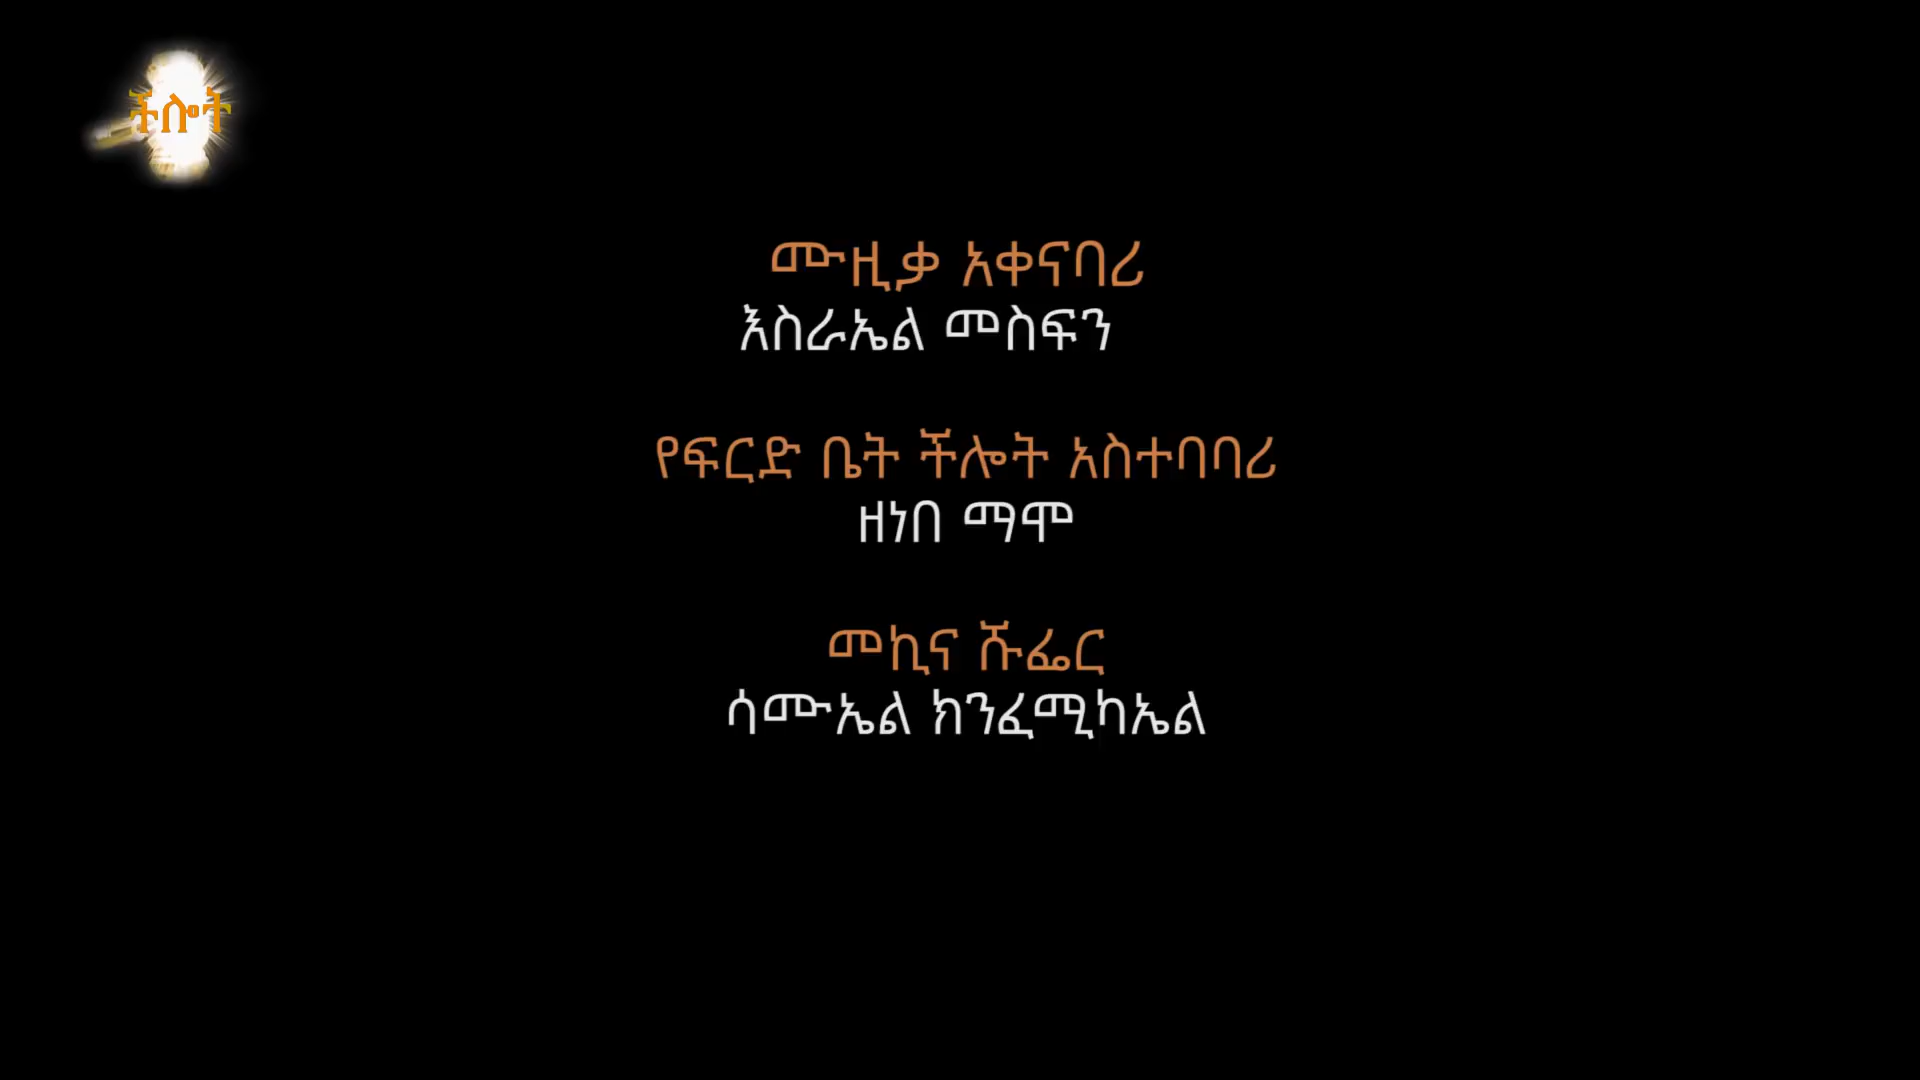 ችሎት
ሙዚቃ አቀናባሪ
እስራኤል መስፍን
የፍርድ ቤት ችሎት አስተባባሪ
ዘነበ ማሞ
መኪና ሹፌር
ሳሙኤል ክንፈሚካኤል